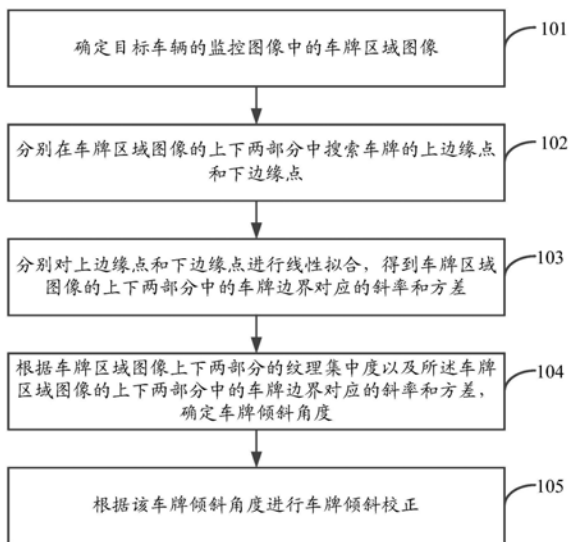 确定目标车辆的监控图像中的车牌区域图像
101
分别在车牌区域图像的上下两部分中搜索车牌的上边缘点
和下边缘点
102
分别对上边缘点和下边缘点进行线性拟合，得到车牌区域
图像的上下两部分中的车牌边界对应的斜率和方差
103
根据车牌区域图像上下两部分的纹理集中度以及所述车牌
区域图像的上下两部分中的车牌边界对应的斜率和方差，
确定车牌倾斜角度
104
根据该车牌倾斜角度进行车牌倾斜校正
105